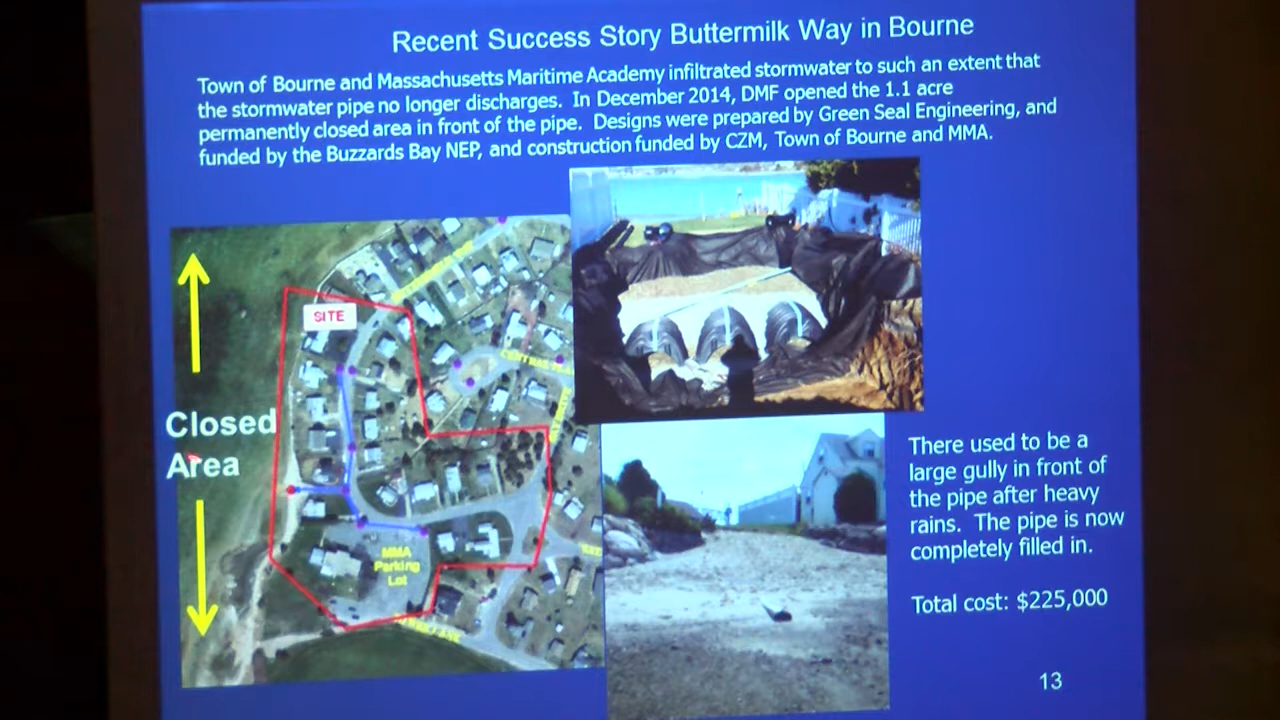 Recent Success Story Buttermilk Way in Bourne
Town of Bourne and Massachusetts Maritime Academy infiltrated stormwater to such an extent that
the stormwater pipe no longer discharges. In December 2014, DMF opened the 1.1 acre
permanently closed area in front of the pipe. Designs were prepared by Green Seal Engineering, and
funded by the Buzzards Bay NEP, and construction funded by CZM, Town of Bourne and MMA.
SITE
Closed
Area
MMA
Parking
Lot
There used to be a
large gully in front of
the pipe after heavy
rains. The pipe is now
completely filled in.
Total cost: $225,000
13